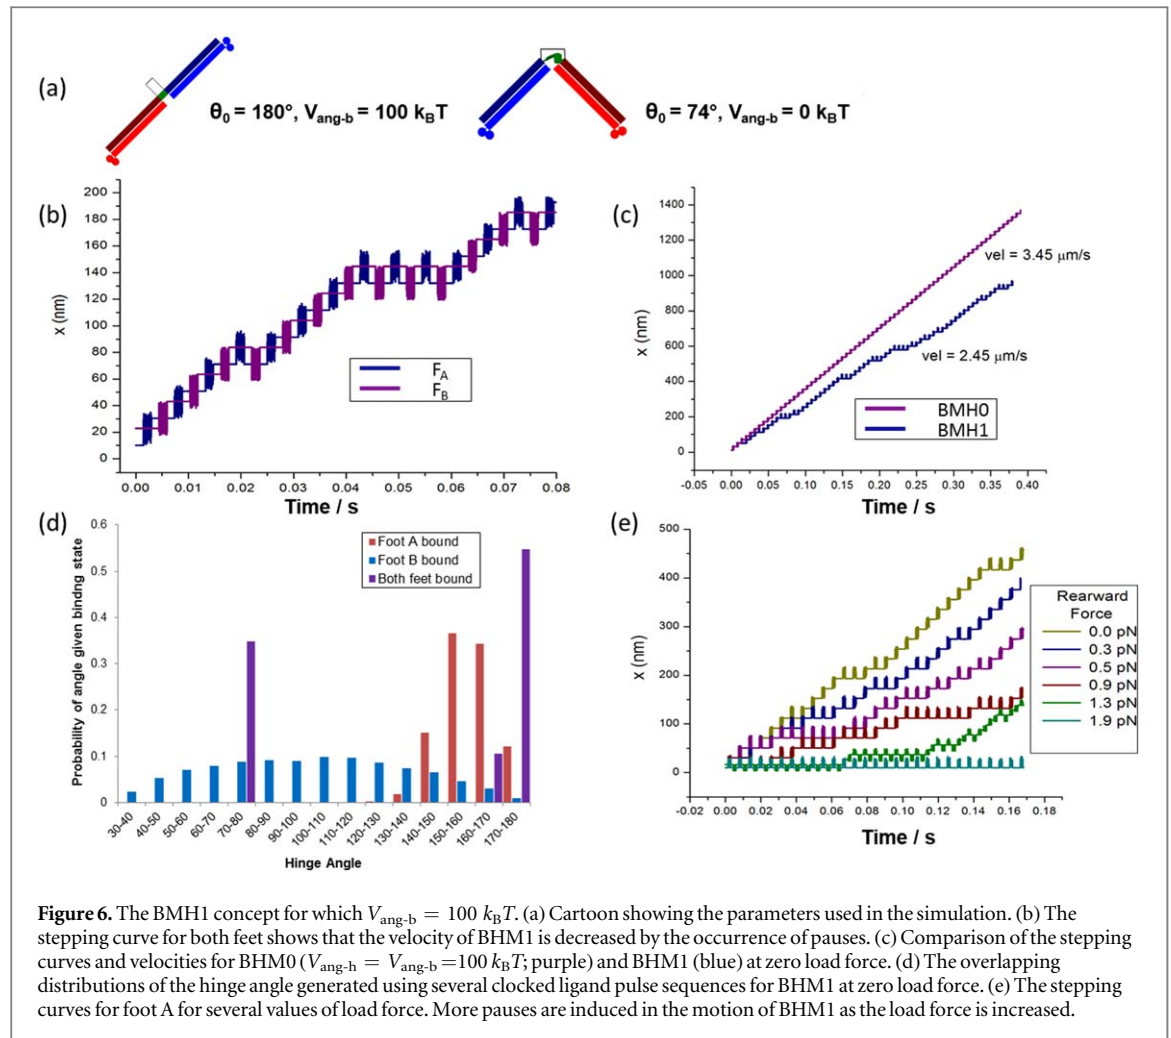 (a)
θ₀ = 180°, V_ang-b = 100 k_BT
θ₀ = 74°, V_ang-b = 0 k_BT
(b)
x (nm)
200
180
160
140
120
100
80
60
40
20
0
F_A
F_B
0.00 0.01 0.02 0.03 0.04 0.05 0.06 0.07 0.08
Time / s
(c)
x (nm)
1400
1200
1000
800
600
400
200
0
vel = 3.45 μm/s
vel = 2.45 μm/s
BMH0
BMH1
-0.05 0.00 0.05 0.10 0.15 0.20 0.25 0.30 0.35 0.40
Time / s
(d)
Probability of angle given bindng state
0.6
0.5
0.4
0.3
0.2
0.1
0
Foot A bound
Foot B bound
Both feet bound
30-40 40-50 50-60 60-70 70-80 80-90 90-100 100-110 110-120 120-130 130-140 140-150 150-160 160-170 170-180
Hinge Angle
(e)
x (nm)
500
400
300
200
100
0
Rearward
Force
0.0 pN
0.3 pN
0.5 pN
0.9 pN
1.3 pN
1.9 pN
-0.02 0.00 0.02 0.04 0.06 0.08 0.10 0.12 0.14 0.16 0.18
Time / s
Figure 6. The BMH1 concept for which V_ang-b = 100 k_BT. (a) Cartoon showing the parameters used in the simulation. (b) The
stepping curve for both feet shows that the velocity of BHM1 is decreased by the occurrence of pauses. (c) Comparison of the stepping
curves and velocities for BHM0 (V_ang-h = V_ang-b =100 k_BT; purple) and BHM1 (blue) at zero load force. (d) The overlapping
distributions of the hinge angle generated using several clocked ligand pulse sequences for BHM1 at zero load force. (e) The stepping
curves for foot A for several values of load force. More pauses are induced in the motion of BHM1 as the load force is increased.